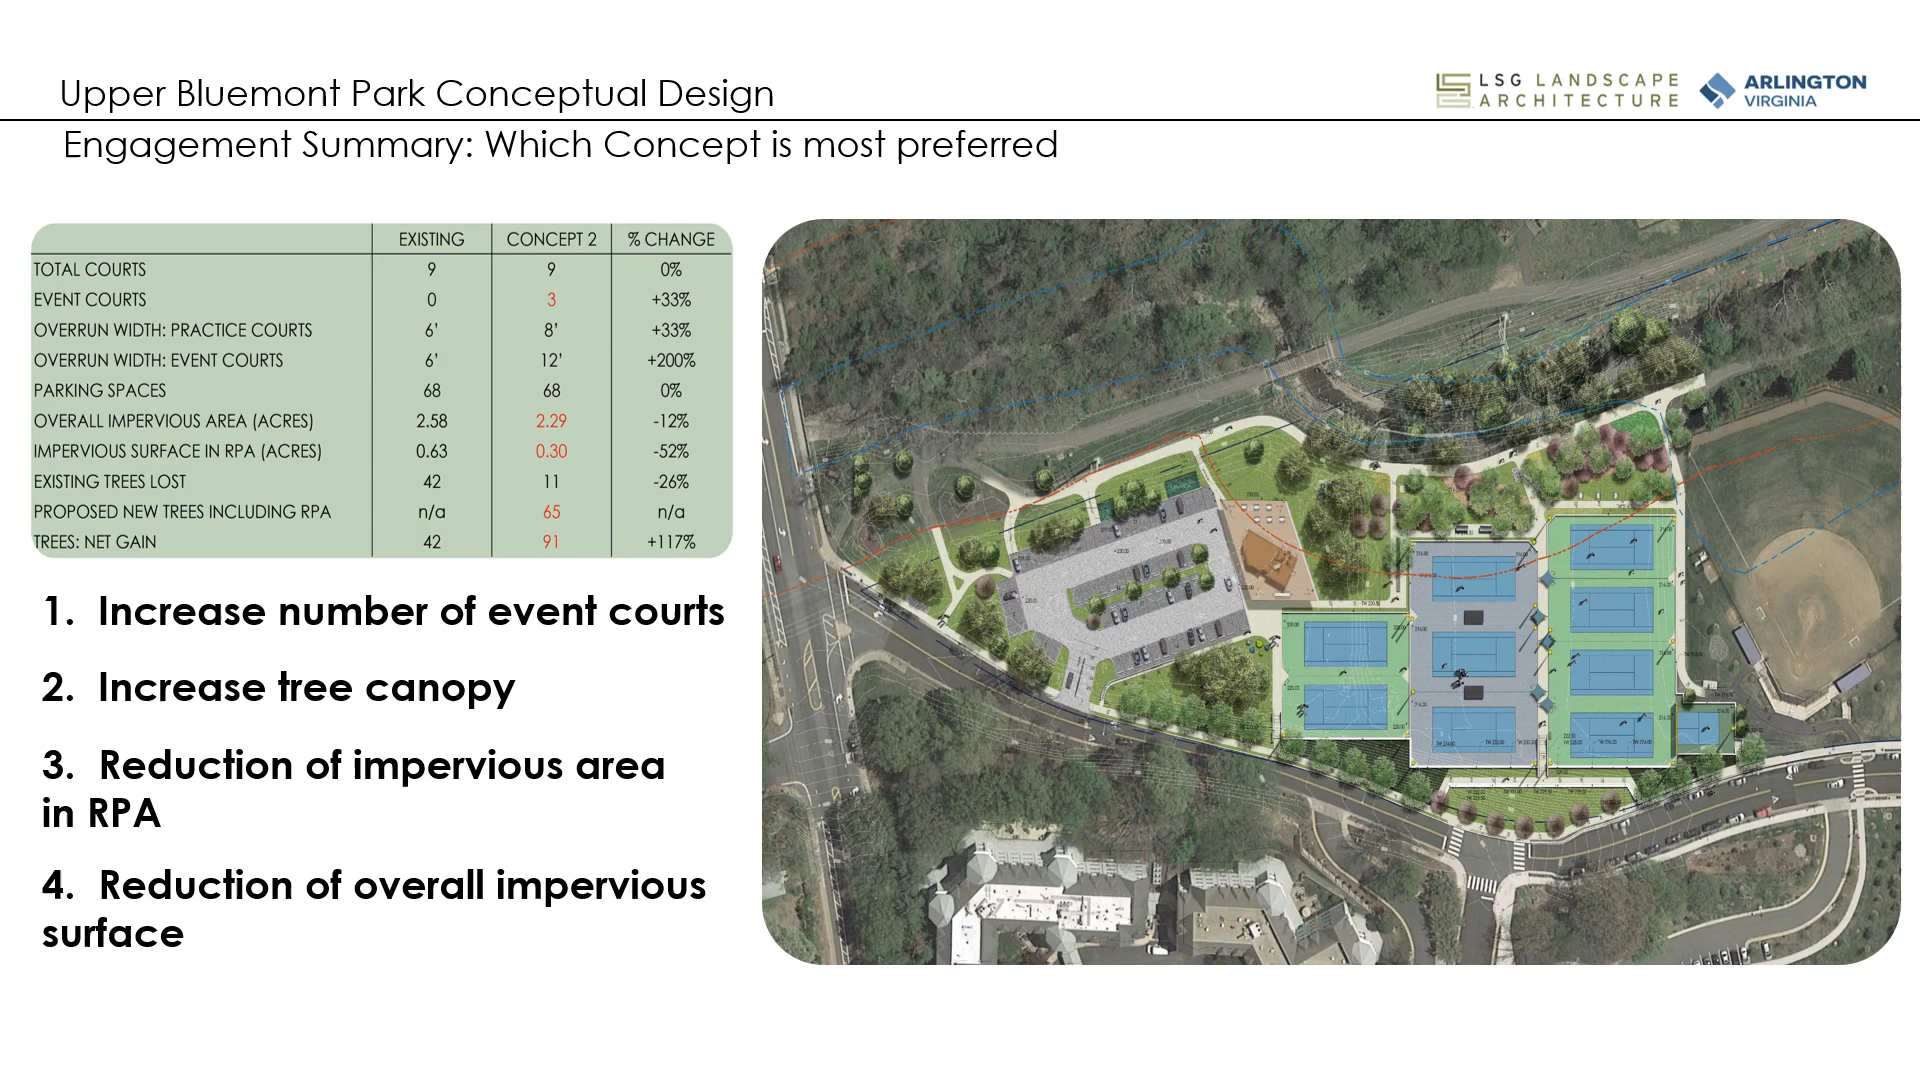 Upper Bluemont Park Conceptual Design
LSG LANDSCAPE
ARCHITECTURE
ARLINGTON
VIRGINIA
Engagement Summary: Which Concept is most preferred
EXISTING CONCEPT 2 % CHANGE
TOTAL COURTS 9 9 0%
EVENT COURTS 0 3 +33%
OVERRUN WIDTH: PRACTICE COURTS 6' 8' +33%
OVERRUN WIDTH: EVENT COURTS 6' 12' +200%
PARKING SPACES 68 68 0%
OVERALL IMPERVIOUS AREA (ACRES) 2.58 2.29 -12%
IMPERVIOUS SURFACE IN RPA (ACRES) 0.63 0.30 -52%
EXISTING TREES LOST 42 11 -26%
PROPOSED NEW TREES INCLUDING RPA n/a 65 n/a
TREES: NET GAIN 42 91 +117%
1. Increase number of event courts
2. Increase tree canopy
3. Reduction of impervious area
in RPA
4. Reduction of overall impervious
surface